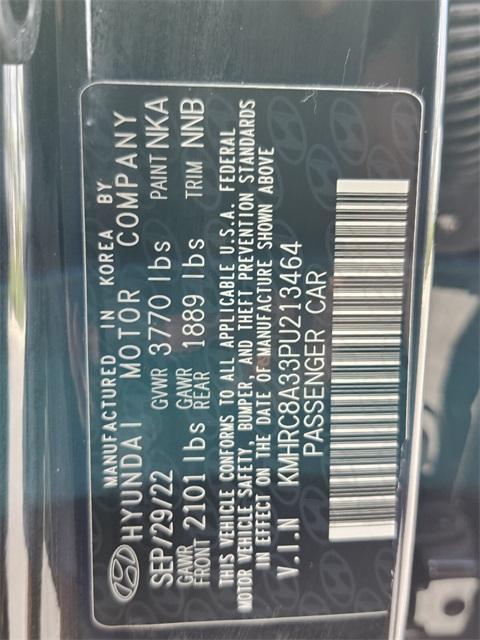 MANUFACTURED IN KOREA BY
HYUNDAI MOTOR COMPANY
SEP/29/22 GVWR 3770 lbs PAINT NKA
GAWR FRONT 2101 lbs GAWR REAR 1889 lbs TRIM NNB
THIS VEHICLE CONFORMS TO ALL APPLICABLE U.S.A. FEDERAL
MOTOR VEHICLE SAFETY, BUMPER, AND THEFT PREVENTION STANDARDS
IN EFFECT ON THE DATE OF MANUFACTURE SHOWN ABOVE
V.I.N KMHRC8A33PU213464
PASSENGER CAR